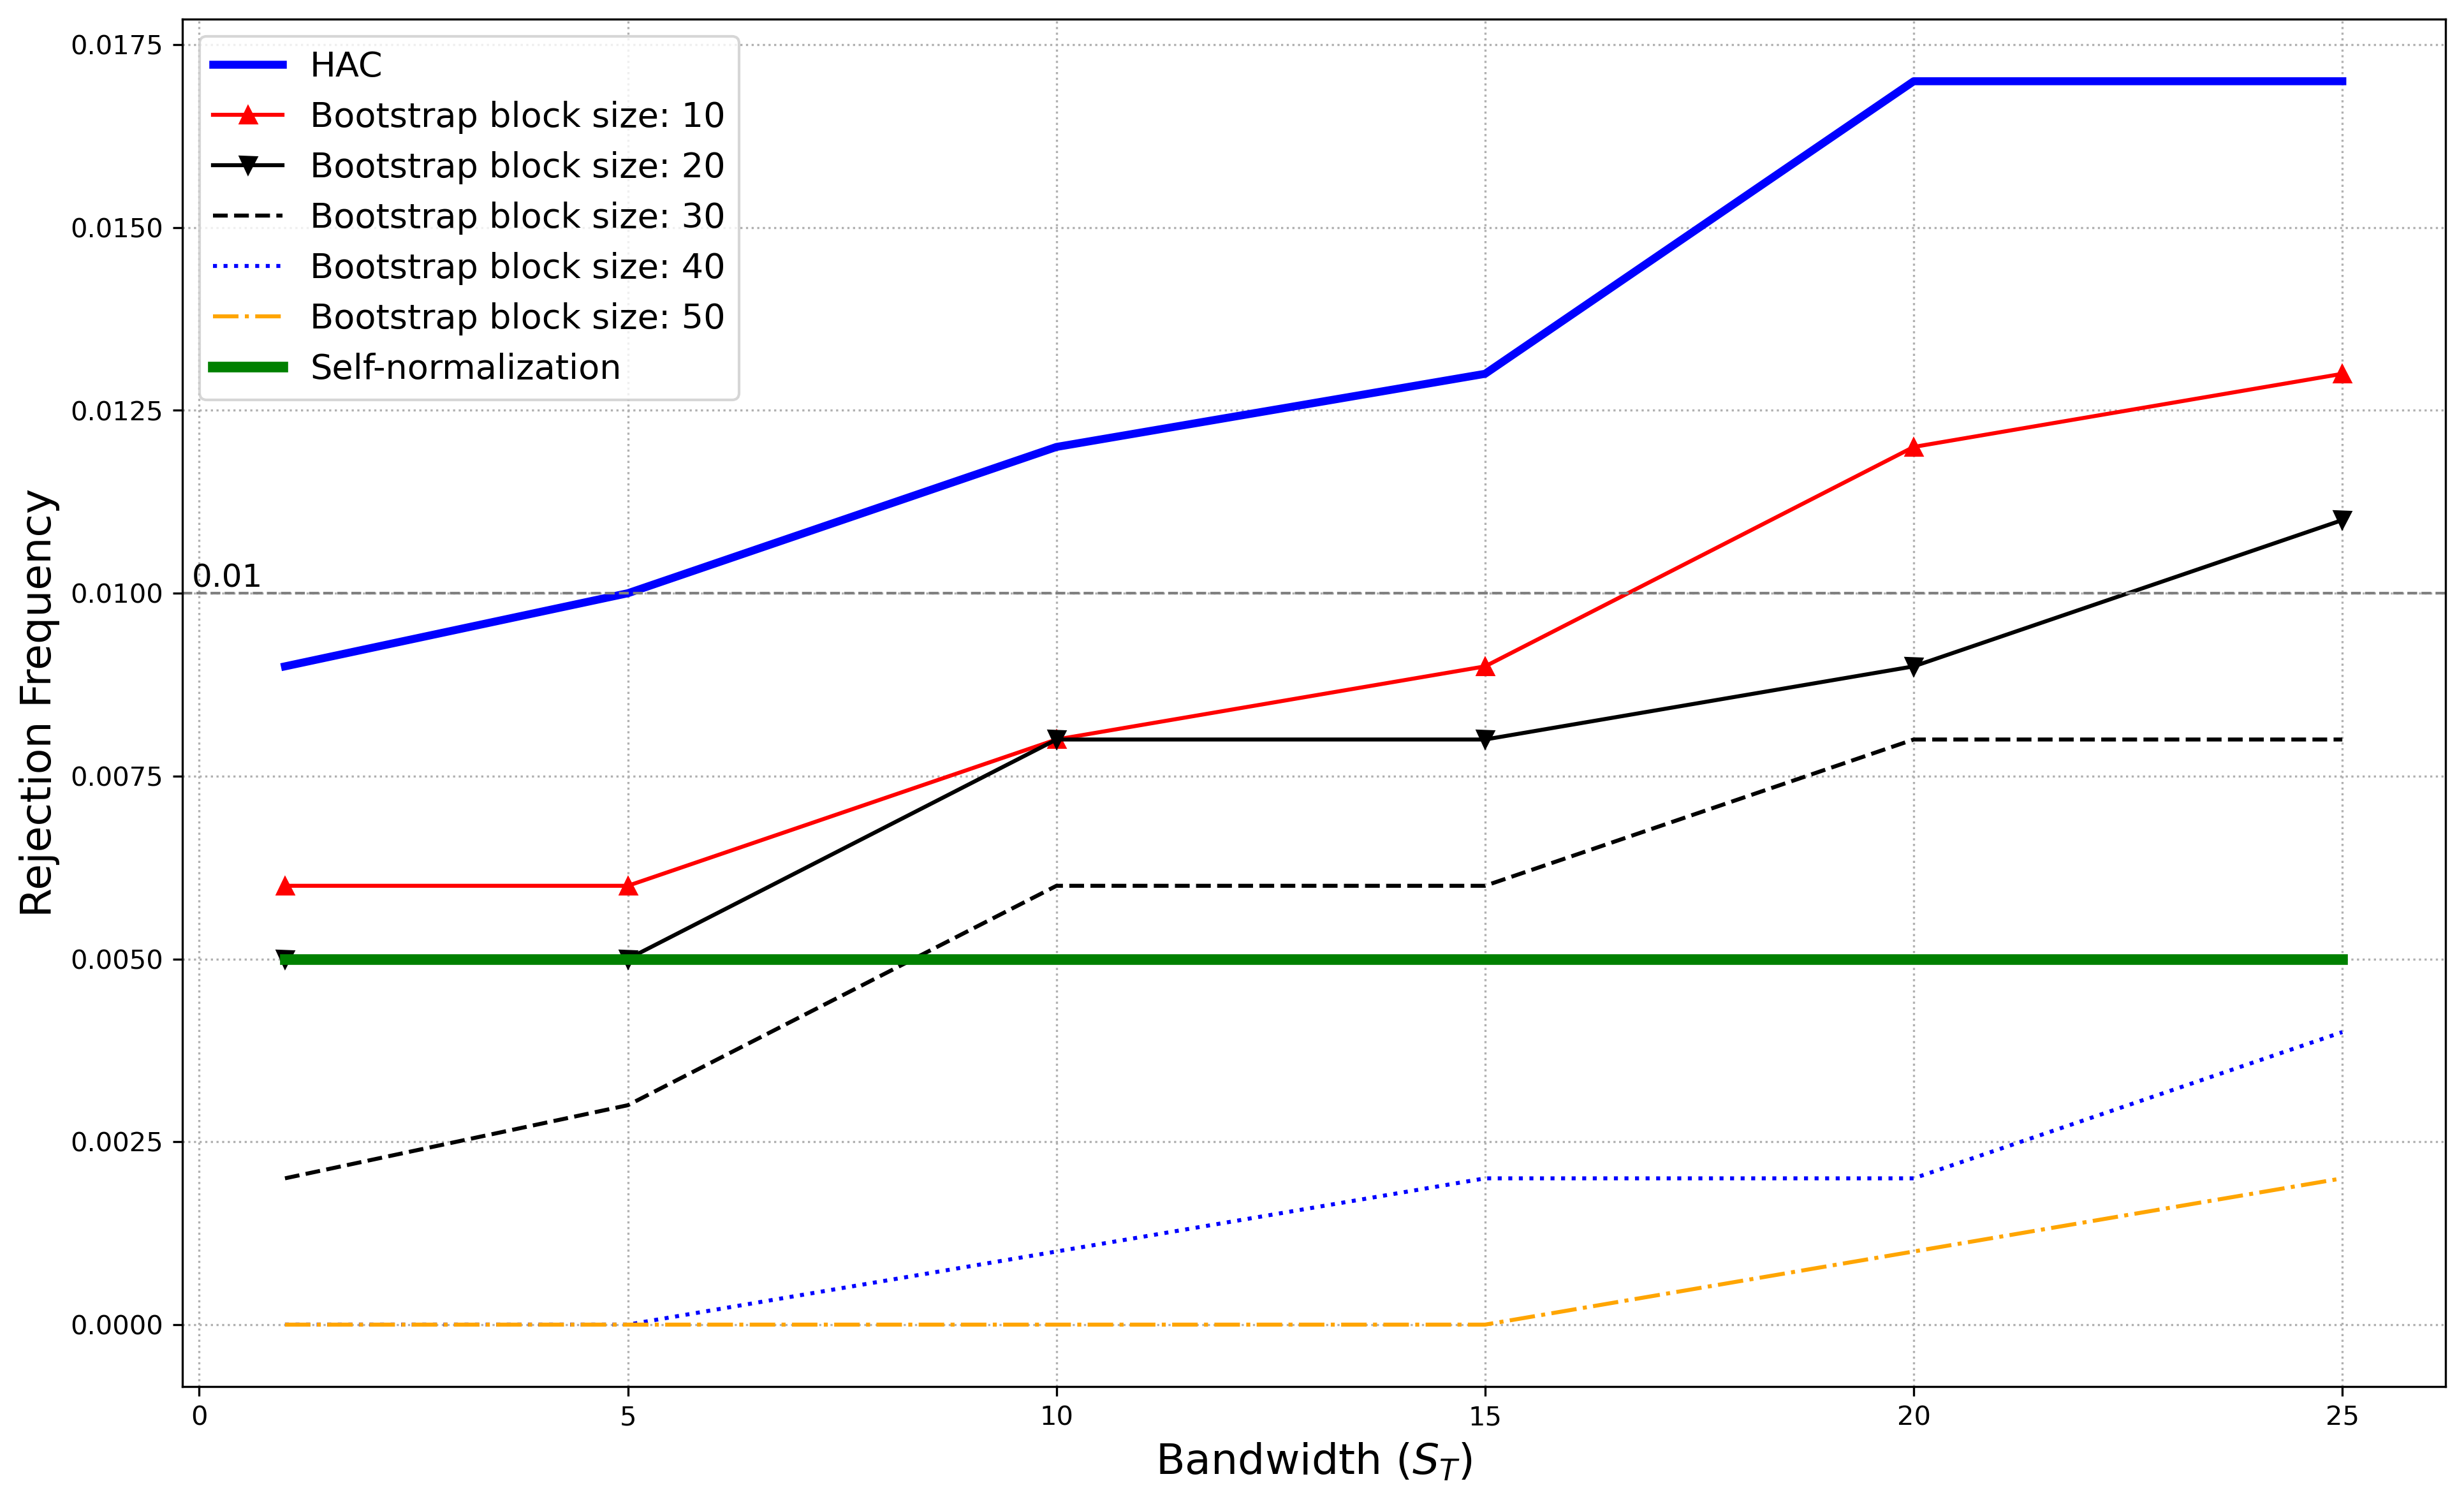 HAC
Bootstrap block size: 10
Bootstrap block size: 20
Bootstrap block size: 30
Bootstrap block size: 40
Bootstrap block size: 50
Self-normalization
0.0175
0.0150
0.0125
0.0100
0.0075
0.0050
0.0025
0.0000
0.01
Rejection Frequency
0 5 10 15 20 25
Bandwidth (S_T)